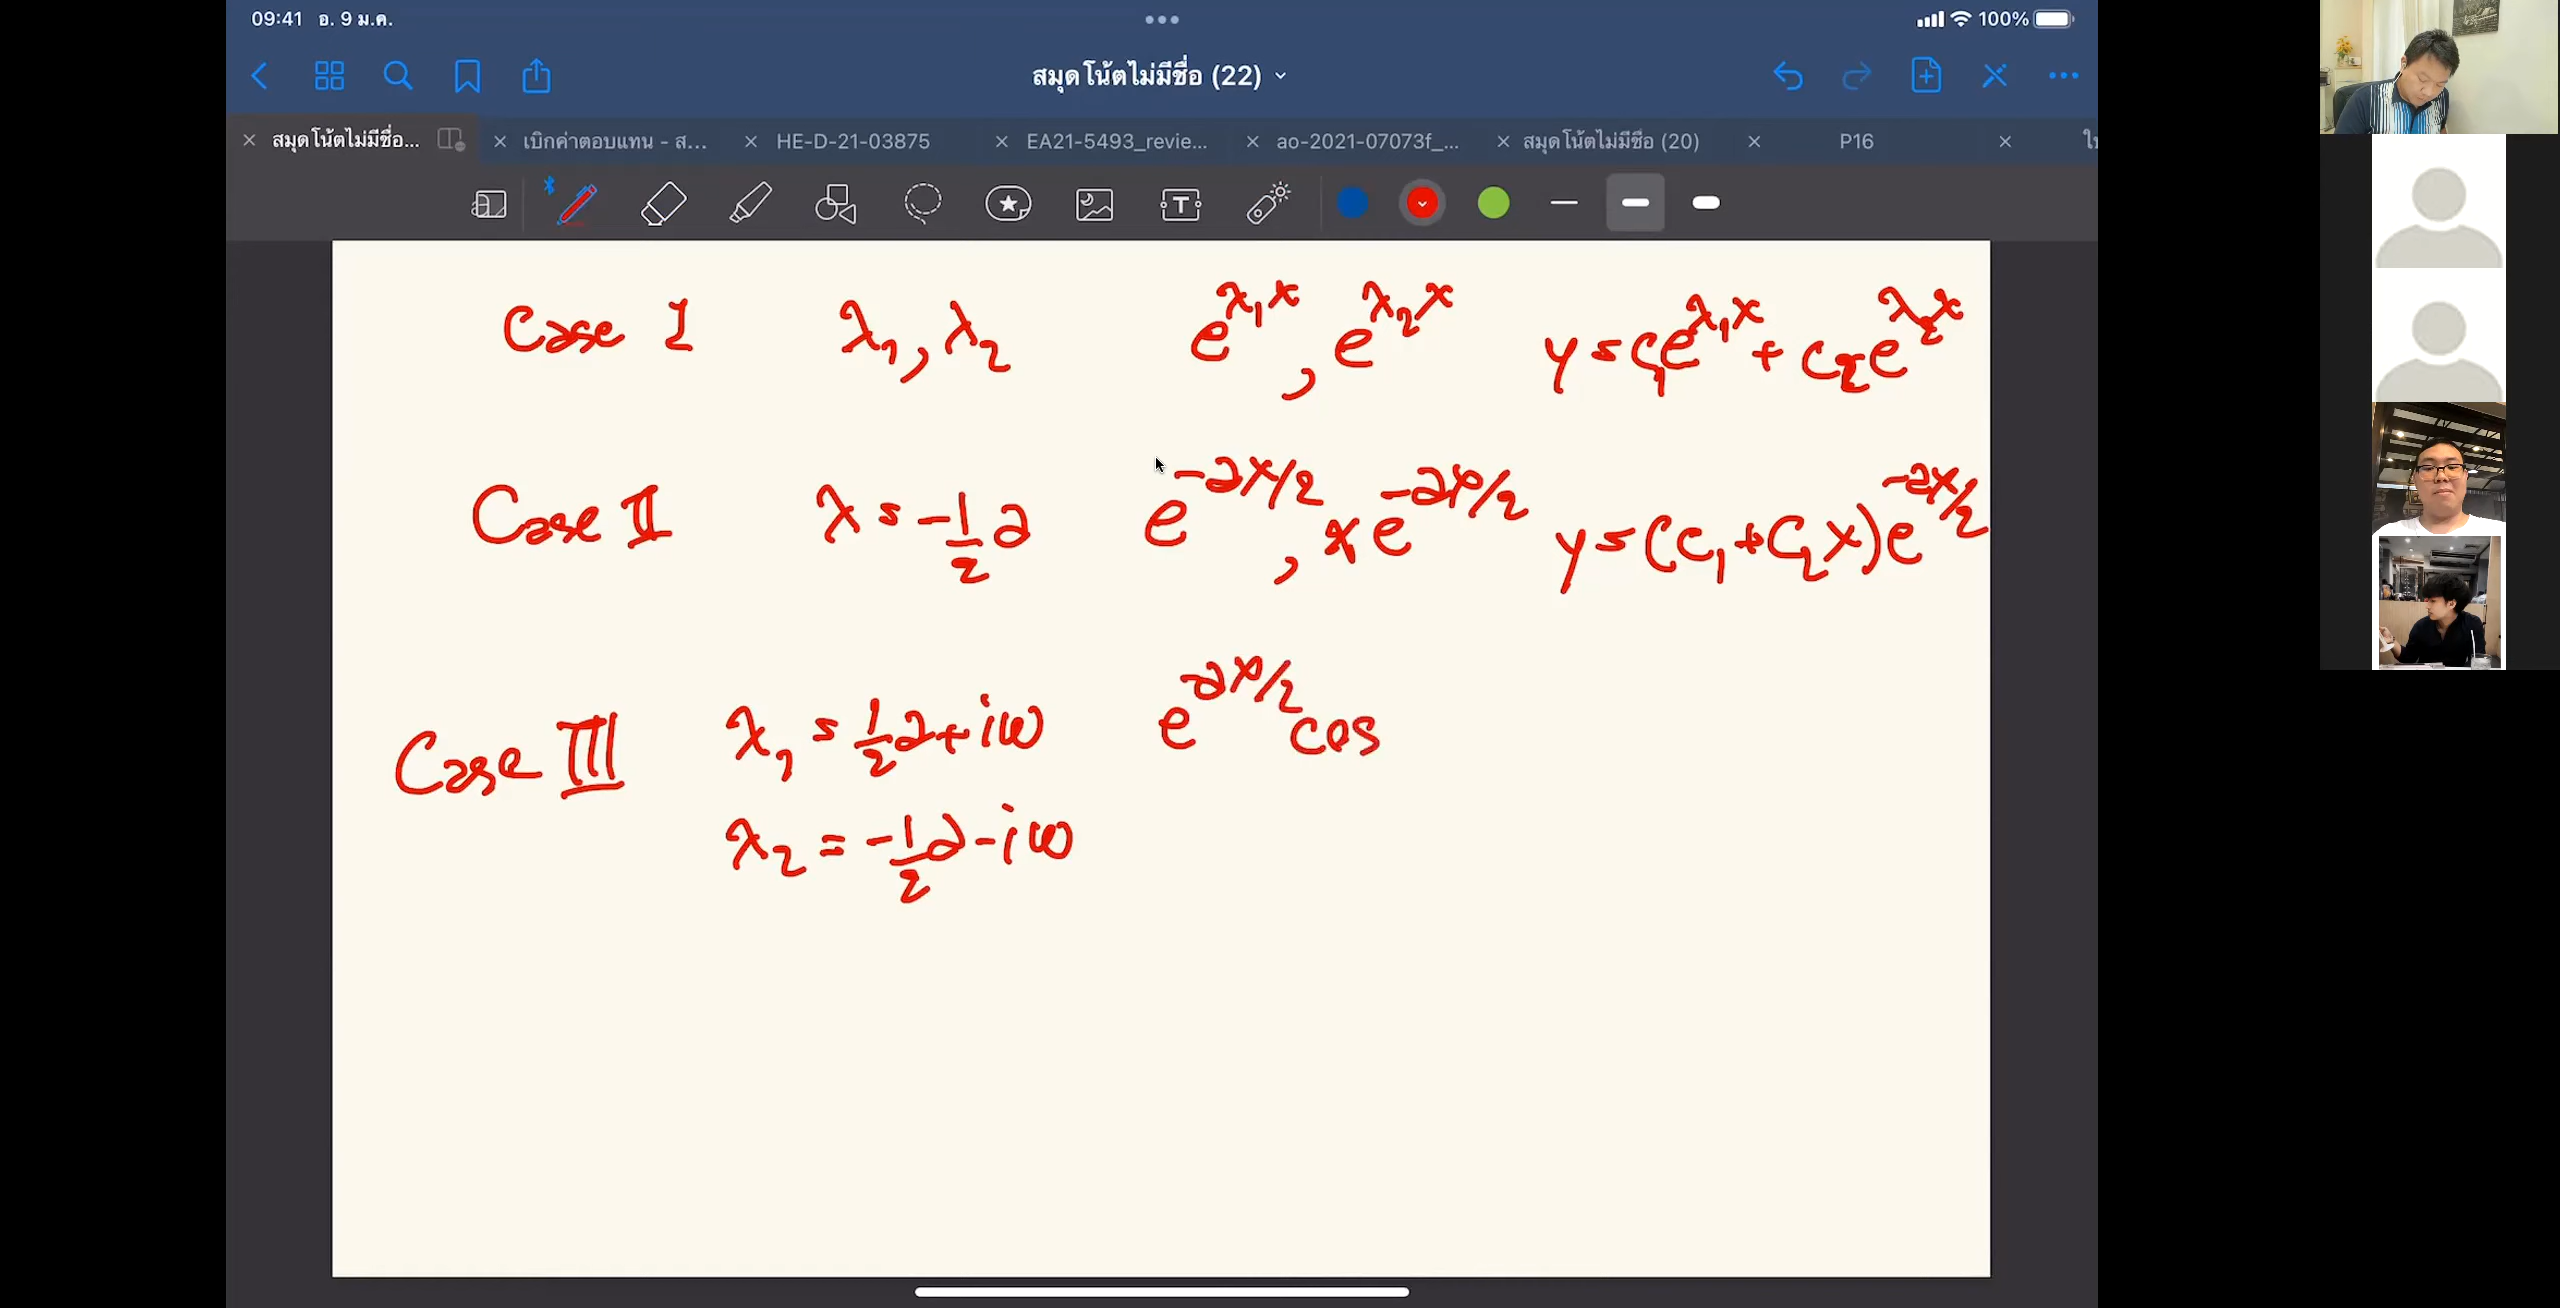 09:41 อ. 9 ม.ค. 100%
สมุดโน้ตไม่มีชื่อ (22)
สมุดโน้ตไม่มีชื่อ... เบิกค่าตอบแทน - ส... HE-D-21-03875 EA21-5493_revie... ao-2021-07073f_... สมุดโน้ตไม่มีชื่อ (20) P16
Case I λ₁, λ₂ e^{λ₁x}, e^{λ₂x} y = C₁e^{λ₁x} + C₂e^{λ₂x}
Case II λ = -1/2 a e^{-ax/2}, xe^{-ax/2} y = (C₁+C₂x)e^{-ax/2}
Case III λ₁ = 1/2 a + iω e^{-ax/2} cos
λ₂ = -1/2 a - iω